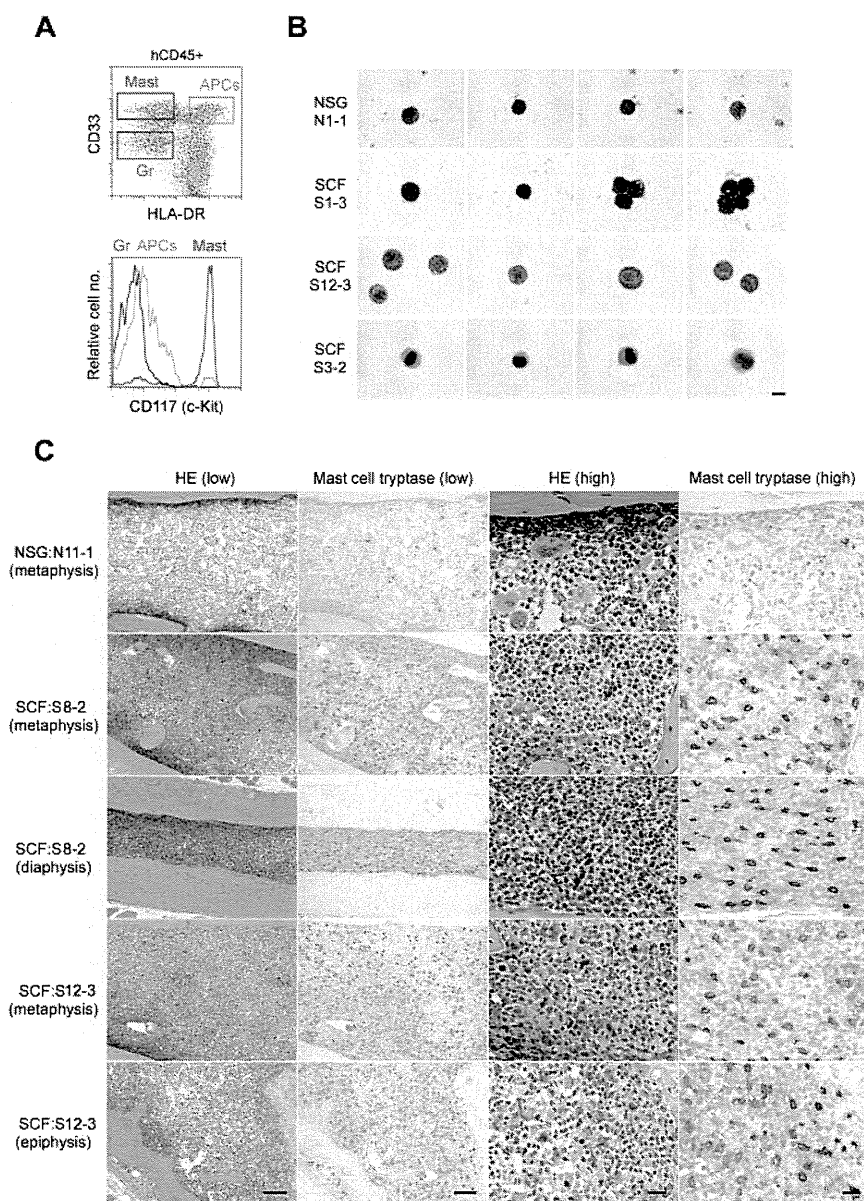 A
hCD45+
Mast
APCs
Gr
CD33
HLA-DR
Gr APCs Mast
Relative cell no.
CD117 (c-Kit)
B
NSG
N1-1
SCF
S1-3
SCF
S12-3
SCF
S3-2
C
HE (low) Mast cell tryptase (low) HE (high) Mast cell tryptase (high)
NSG:N11-1
(metaphysis)
SCF:S8-2
(metaphysis)
SCF:S8-2
(diaphysis)
SCF:S12-3
(metaphysis)
SCF:S12-3
(epiphysis)